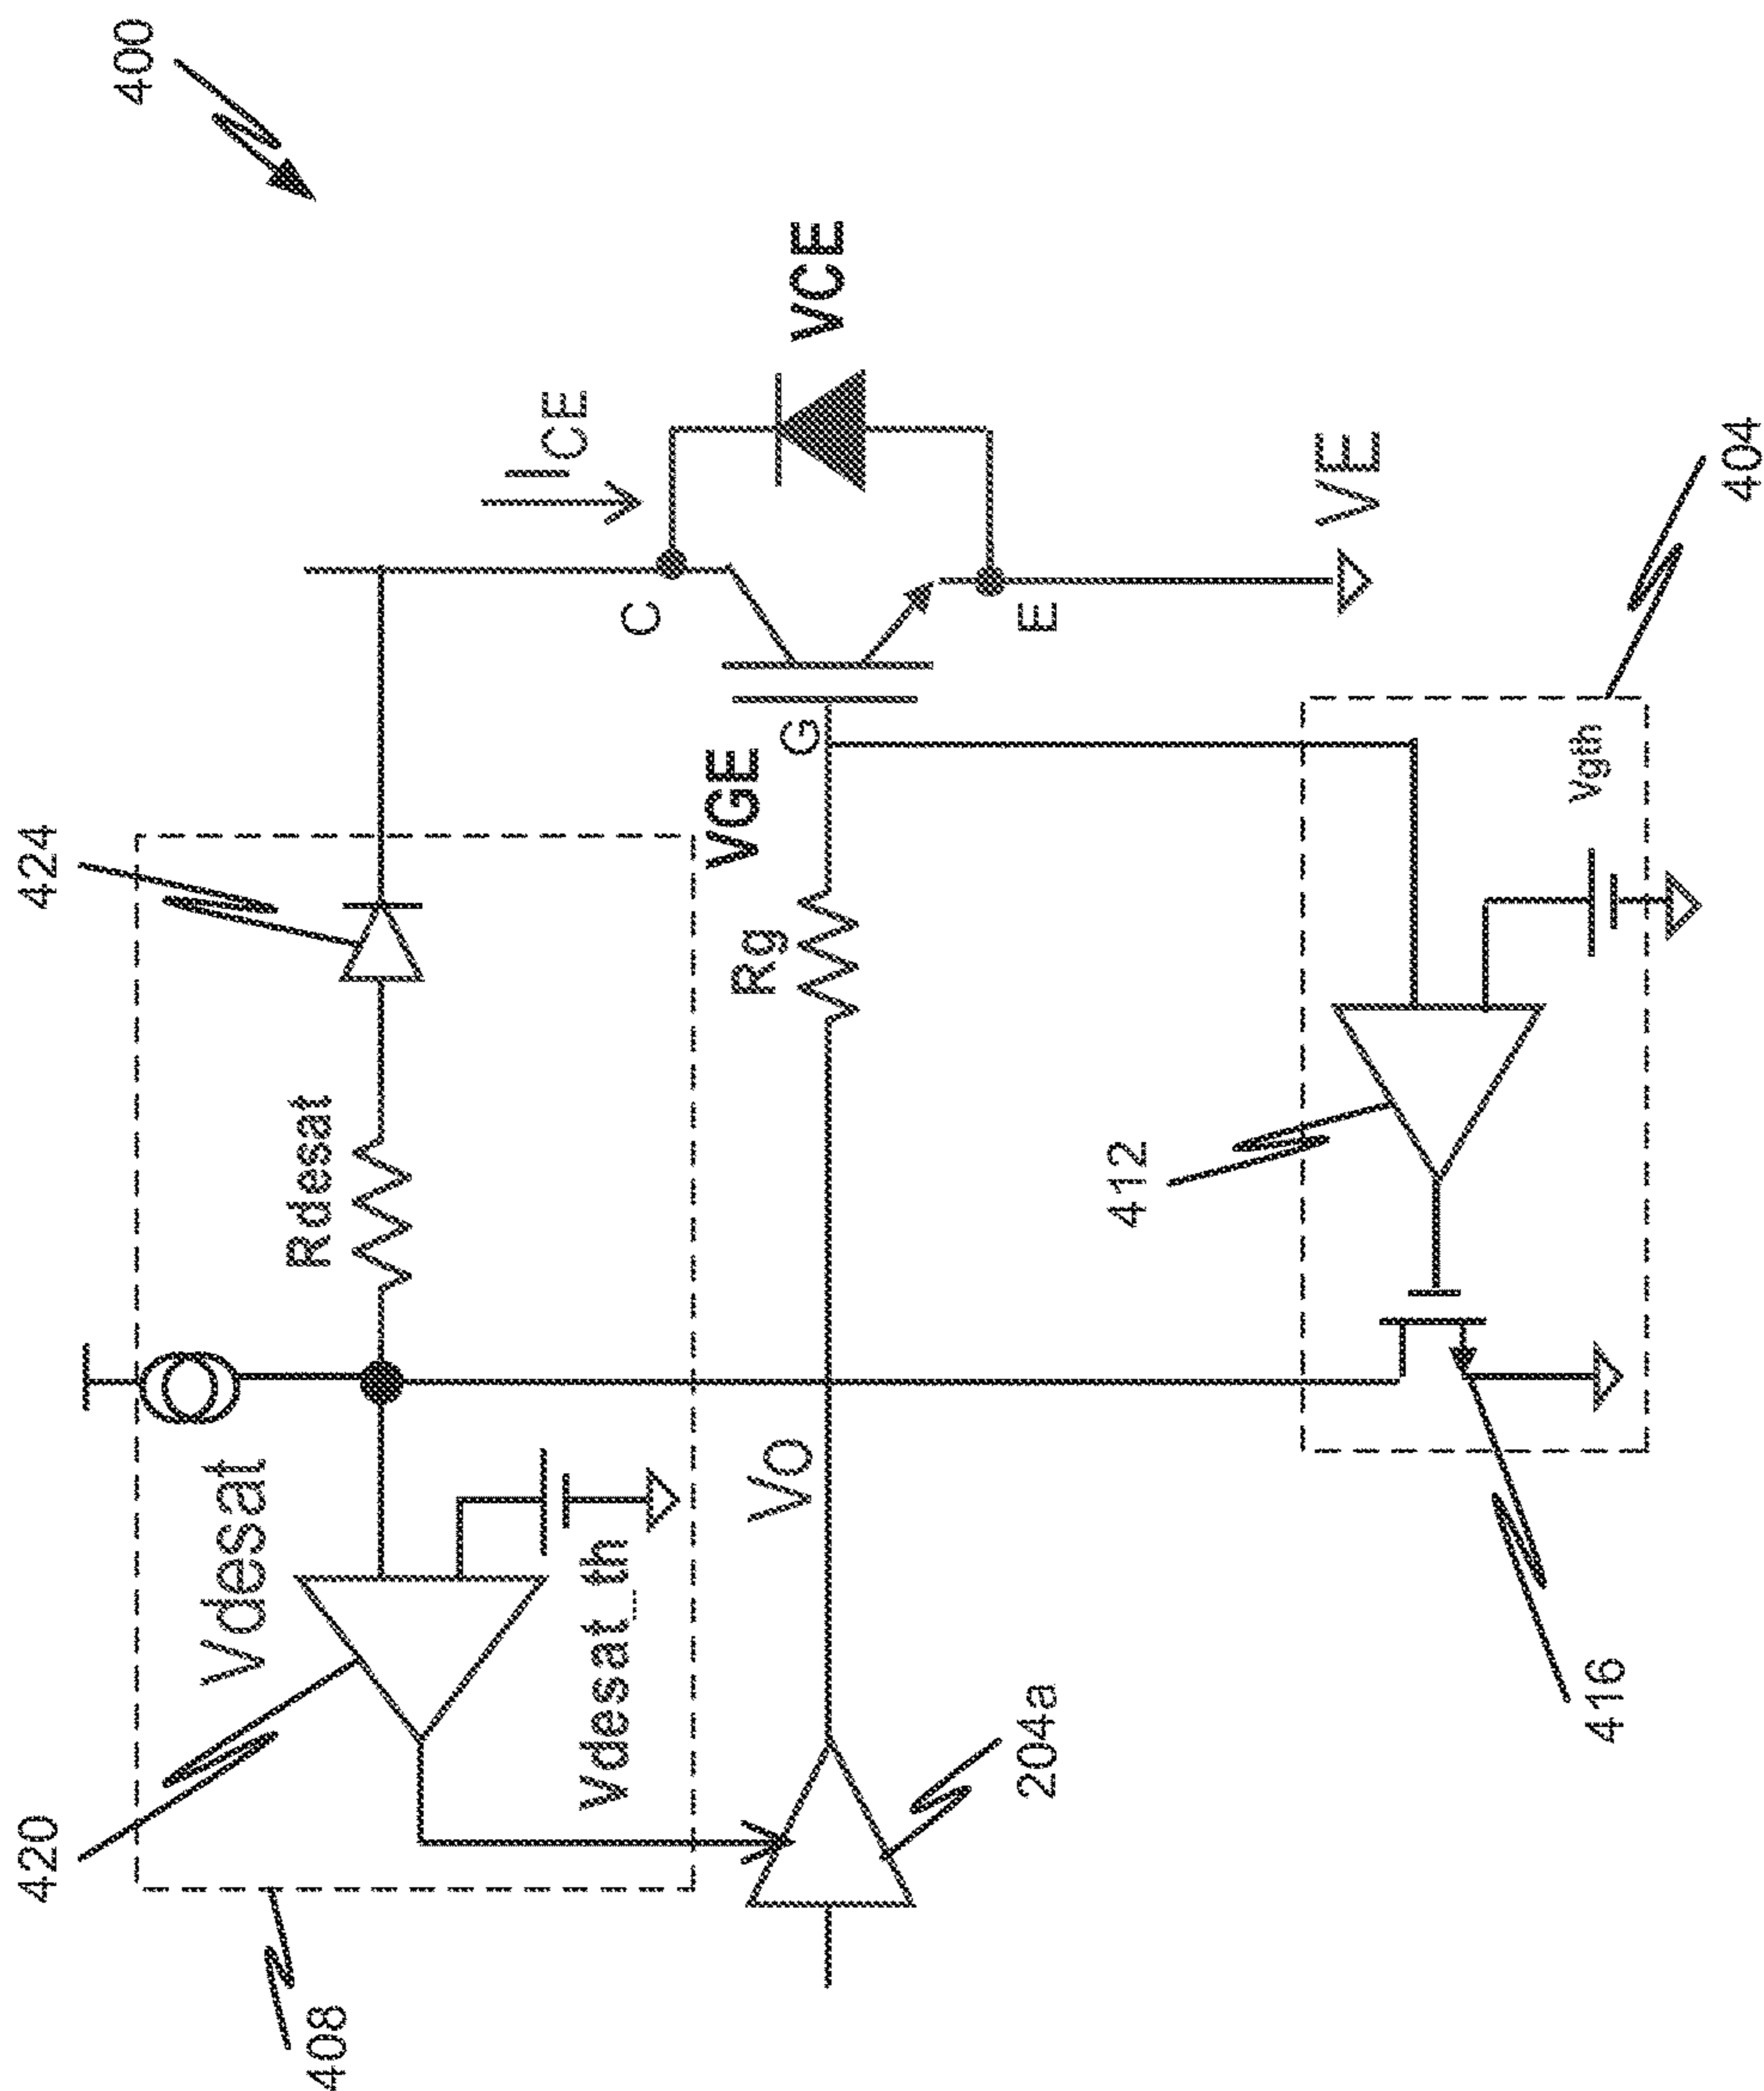 400
424
Rdesat
Vdesat
420
Vdesat_th
408
VGE
Rg
Vo
204a
ICE
VCE
C
G
E
VE
404
Vgth
412
416